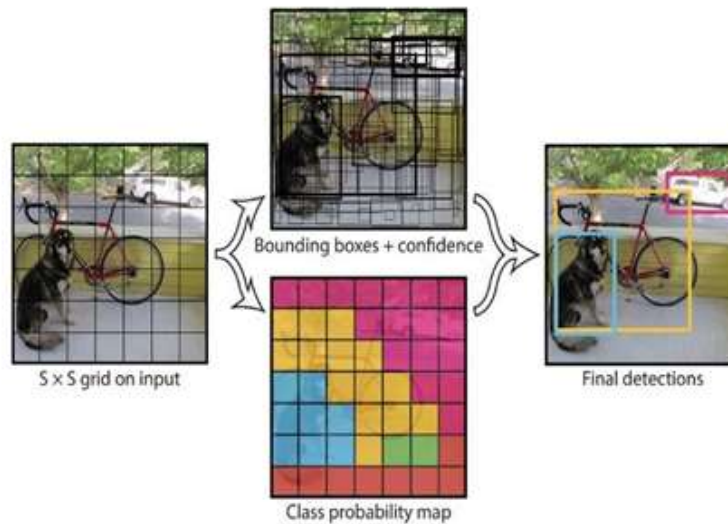 Bounding boxes + confidence
S × S grid on input
Final detections
Class probability map